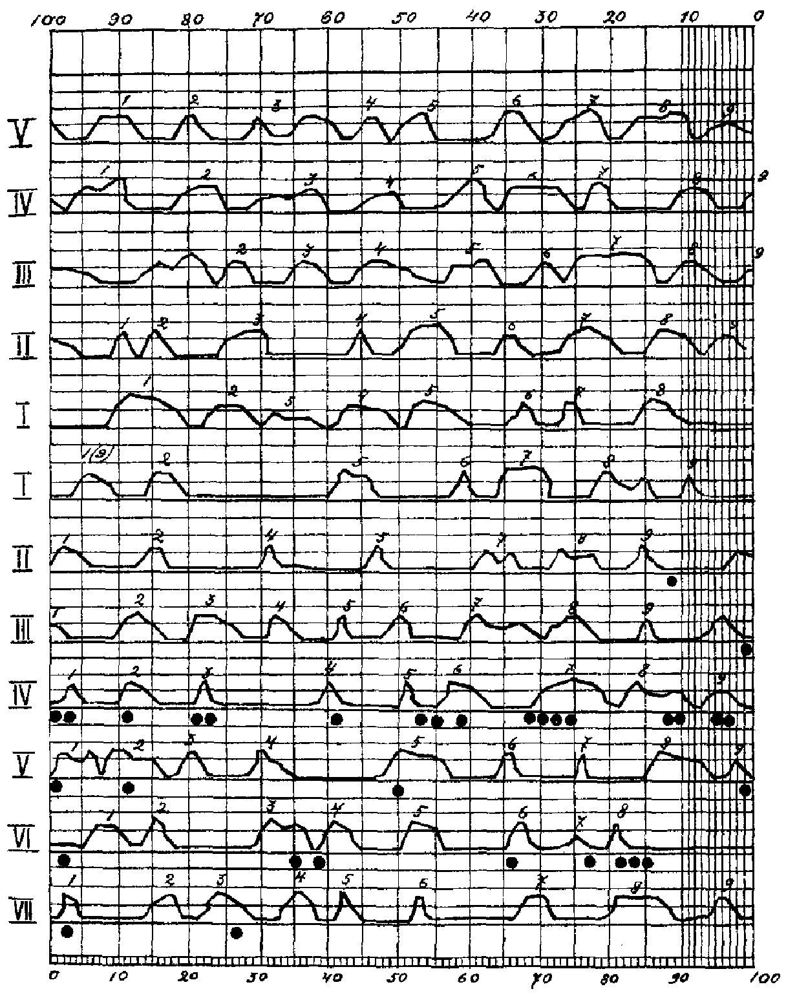 100 90 80 70 60 50 40 30 20 10 0
V 1 2 3 4 5 6 7 8 9
IV 1 2 3 4 5 6 7 8 9
III 2 3 4 5 6 7 8 9
II 1 2 3 4 5 6 7 8 9
I 1 2 3 4 5 6 7 8
I 1(9) 2 5 6 7 8 9
II 1 2 4 5 7 8 9
III 1 2 3 4 5 6 7 8 9
IV 1 2 3 4 5 6 7 8 9
V 1 2 3 4 5 6 7 8 9
VI 1 2 3 4 5 6 7 8
VII 1 2 3 4 5 6 7 8 9
0 10 20 30 40 50 60 70 80 90 100